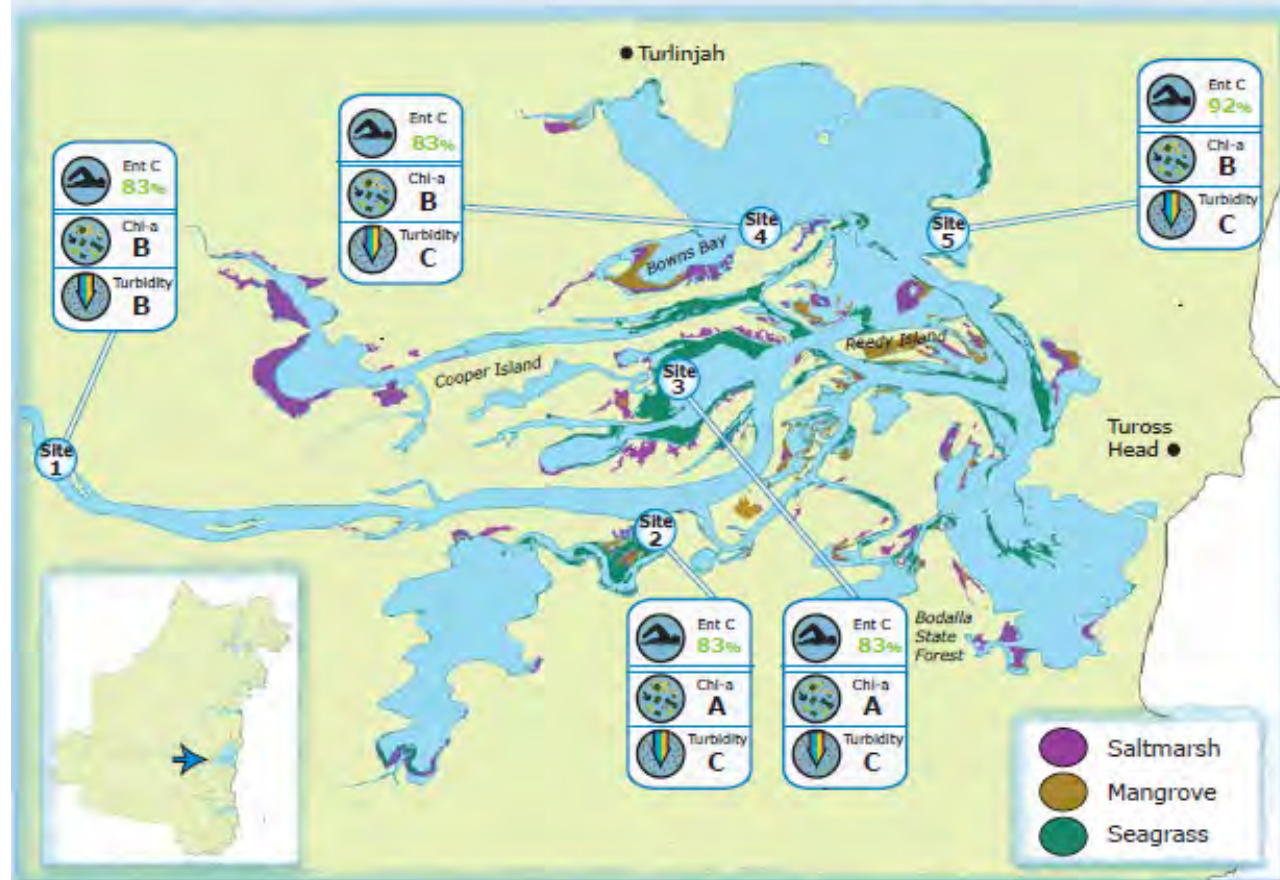 Turlinjah
Ent C
83%
Chl-a
B
Turbidity
B
Ent C
83%
Chl-a
B
Turbidity
C
Ent C
92%
Chl-a
B
Turbidity
C
Site
4
Site
5
Bowns Bay
Reedy Island
Cooper Island
Site
3
Site
1
Tuross
Head
Site
2
Ent C
83%
Chl-a
A
Turbidity
C
Ent C
83%
Chl-a
A
Turbidity
C
Bodalla
State
Forest
Saltmarsh
Mangrove
Seagrass